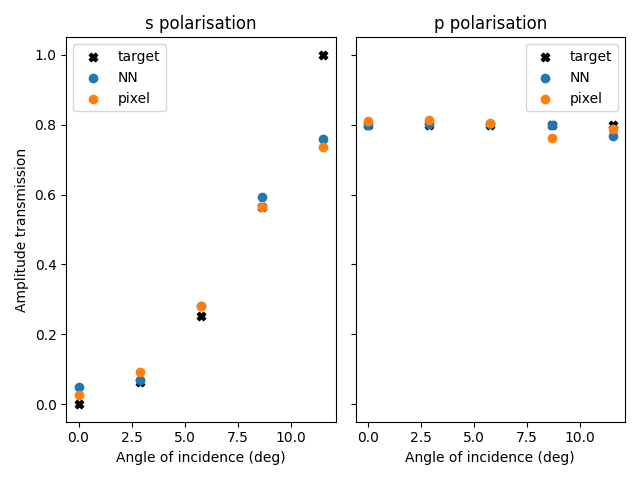 s polarisation
p polarisation
target
NN
pixel
target
NN
pixel
Amplitude transmission
1.0
0.8
0.6
0.4
0.2
0.0
0.0 2.5 5.0 7.5 10.0
0.0 2.5 5.0 7.5 10.0
Angle of incidence (deg)
Angle of incidence (deg)